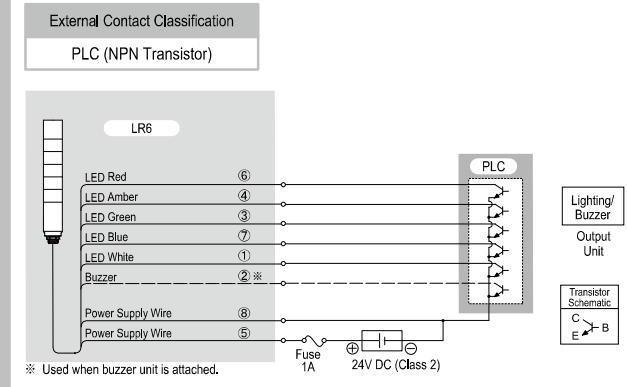 External Contact Classification
PLC (NPN Transistor)
LR6
PLC
LED Red ⑥
LED Amber ④
LED Green ③
LED Blue ⑦
LED White ①
Buzzer ②※
Power Supply Wire ⑧
Power Supply Wire ⑤
Fuse
1A
⊕ ⊖
24V DC (Class 2)
※ Used when buzzer unit is attached.
Lighting/
Buzzer
Output
Unit
Transistor
Schematic
C
B
E